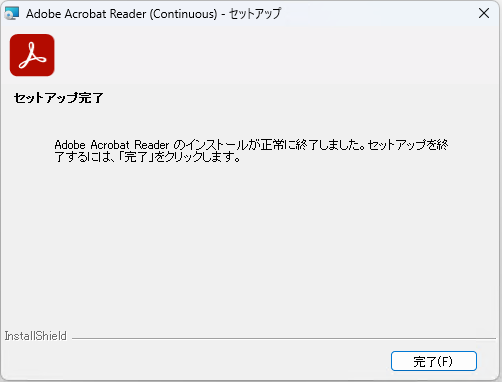 Adobe Acrobat Reader (Continuous) - セットアップ
セットアップ完了
Adobe Acrobat Reader のインストールが正常に終了しました。セットアップを終
了するには、「完了」をクリックします。
InstallShield
完了(F)